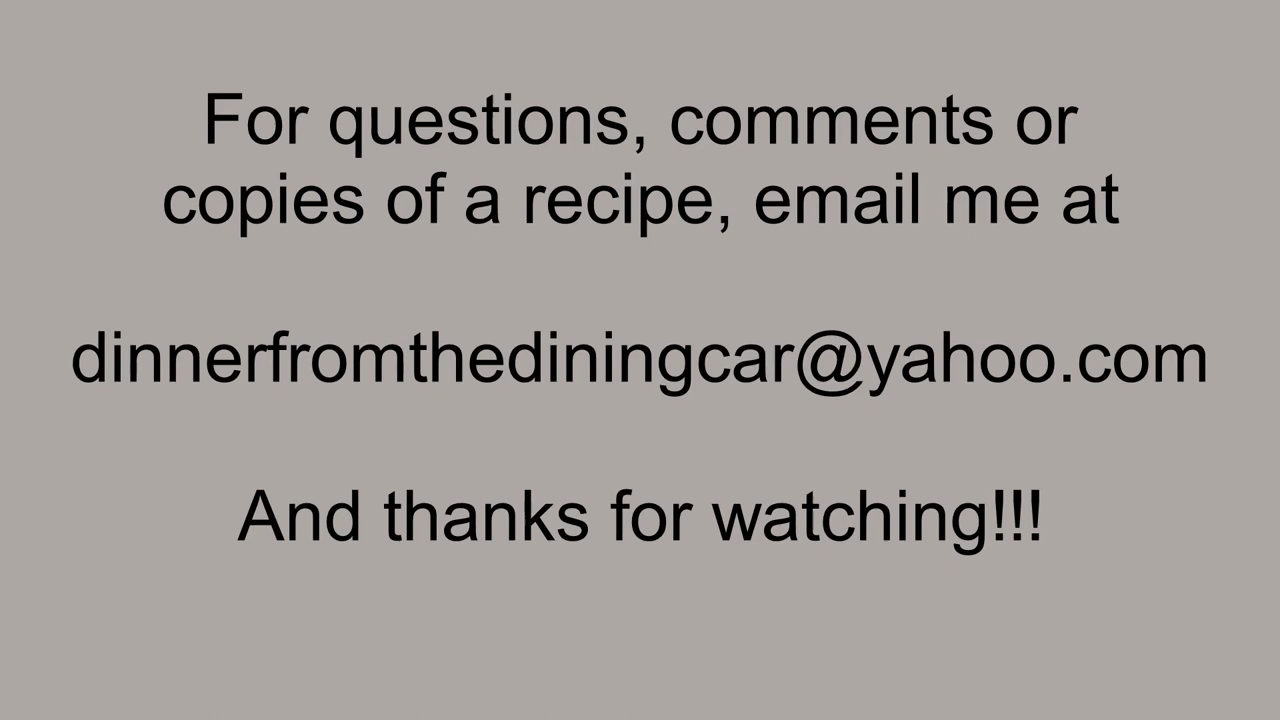 For questions, comments or
copies of a recipe, email me at
dinnerfromthediningcar@yahoo.com
And thanks for watching!!!